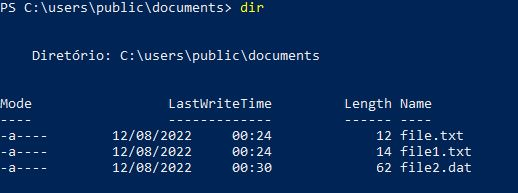 PS C:\users\public\documents> dir
Diretório: C:\users\public\documents
Mode LastWriteTime Length Name
---- ------------- ------ ----
-a---- 12/08/2022 00:24 12 file.txt
-a---- 12/08/2022 00:24 14 file1.txt
-a---- 12/08/2022 00:30 62 file2.dat